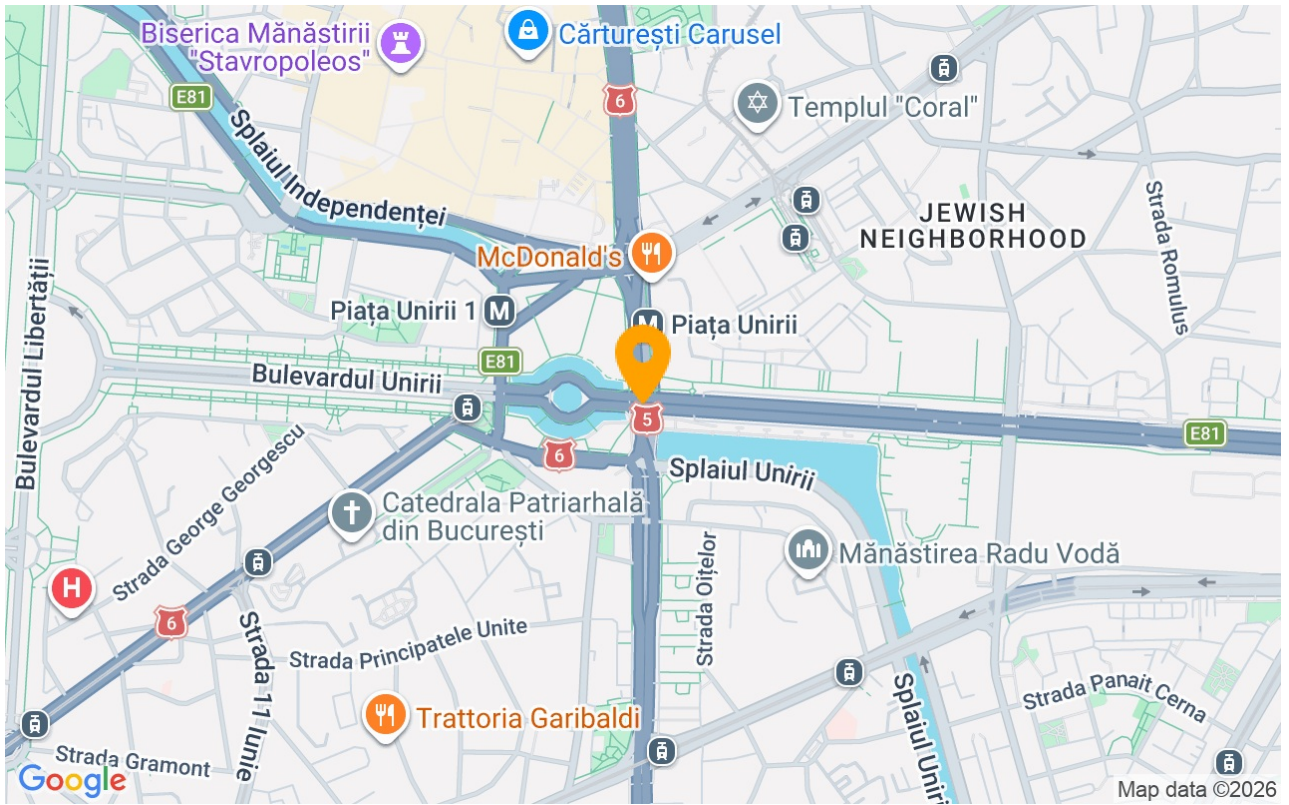 Biserica Mănăstirii
"Stavropoleos"
Cărturești Carusel
E81
6
Templul "Coral"
Splaiul Independenței
JEWISH
NEIGHBORHOOD
Strada Romulus
McDonald's
Bulevardul Libertății
Piața Unirii 1
M
M
Piața Unirii
E81
Bulevardul Unirii
5
E81
6
Splaiul Unirii
Strada George Georgescu
Catedrala Patriarhală
din București
Strada Oițelor
Mănăstirea Radu Vodă
H
6
Strada 11 Iunie
Strada Principatele Unite
Splaiul Unirii
Strada Panait Cerna
Trattoria Garibaldi
Strada Gramont
Google
Map data ©2026